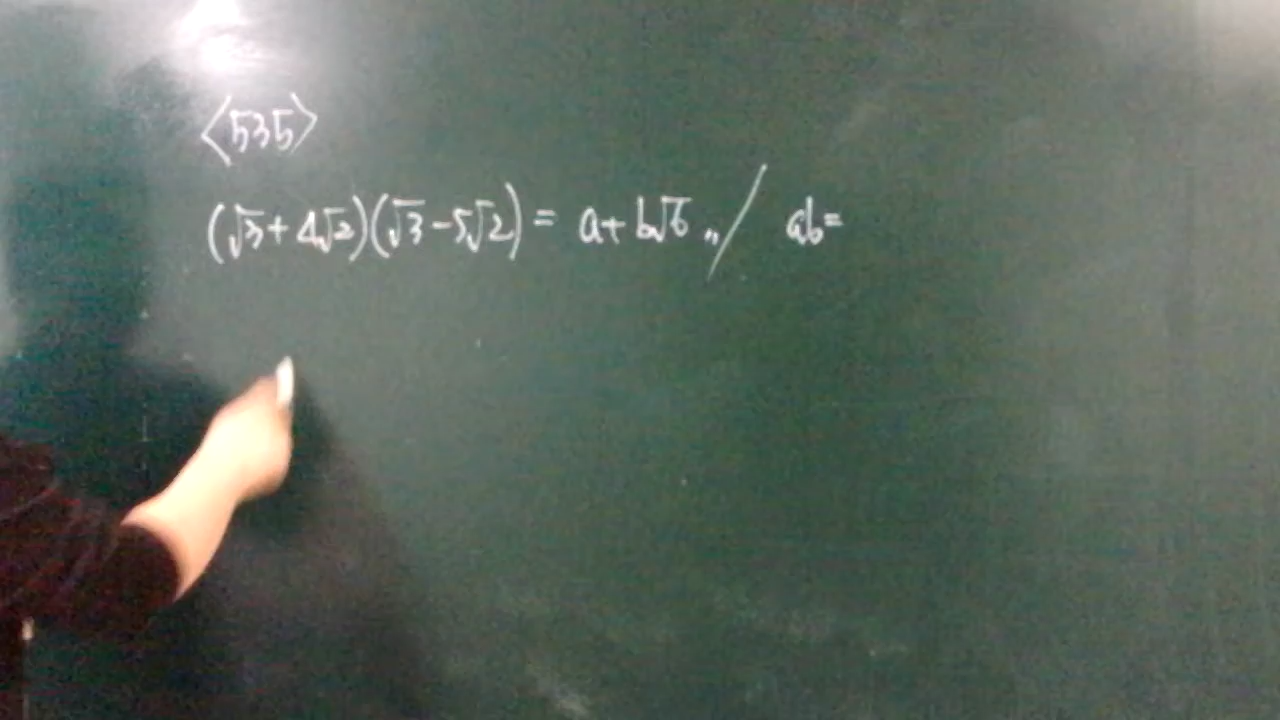 <535>
(√3+4√2)(√3-5√2)= a+b√6 ,, / ab=